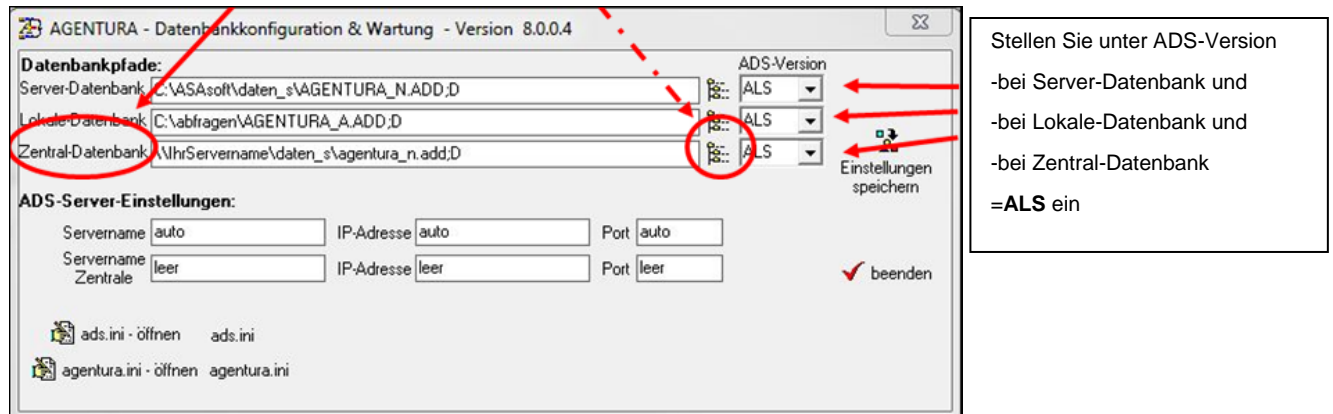 AGENTURA - Datenbankkonfiguration & Wartung - Version 8.0.0.4
Datenbankpfade:
ADS-Version
Server-Datenbank C:\ASAsoft\daten_s\AGENTURA_N.ADD;D ALS
Lokale-Datenbank C:\abfragen\AGENTURA_A.ADD;D ALS
Zentral-Datenbank \\IhrServername\daten_s\agentura_n.add;D ALS
Einstellungen
speichern
ADS-Server-Einstellungen:
Servername auto IP-Adresse auto Port auto
Servername
Zentrale leer IP-Adresse leer Port leer
beenden
ads.ini - öffnen ads.ini
agentura.ini - öffnen agentura.ini
Stellen Sie unter ADS-Version
-bei Server-Datenbank und
-bei Lokale-Datenbank und
-bei Zentral-Datenbank
=ALS ein